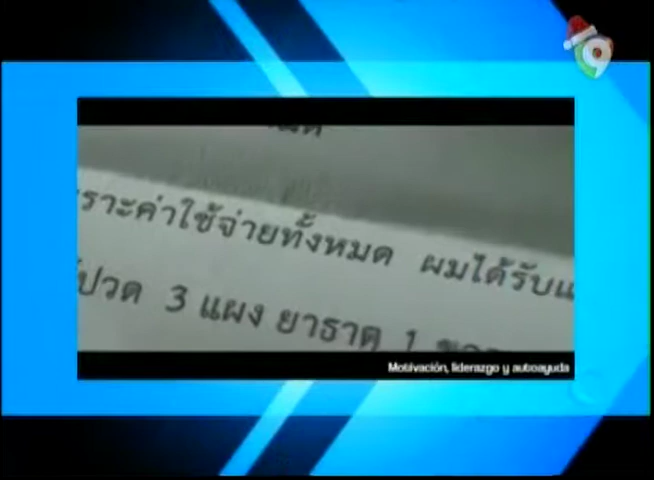 ราะค่าใช้จ่ายทั้งหมด ผมได้รับแ
ปวด 3 แผง ยาธาตุ 1
Motivación, liderazgo y autoayuda
9